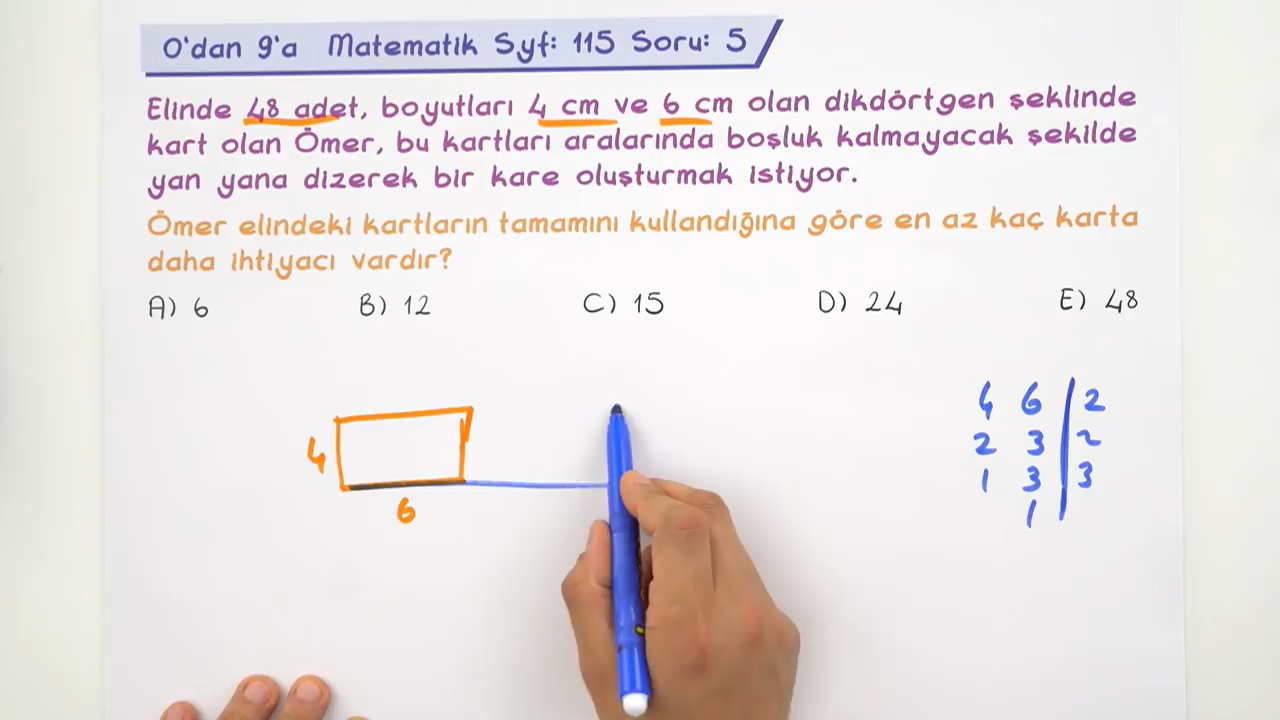 0'dan 9'a Matematik Syf: 115 Soru: 5
Elinde 48 adet, boyutları 4 cm ve 6 cm olan dikdörtgen şeklinde
kart olan Ömer, bu kartları aralarında boşluk kalmayacak şekilde
yan yana dizerek bir kare oluşturmak istiyor.
Ömer elindeki kartların tamamını kullandığına göre en az kaç karta
daha ihtiyacı vardır?
A) 6 B) 12 C) 15 D) 24 E) 48
4 6 2
2 3 2
1 3 3
1
4
6